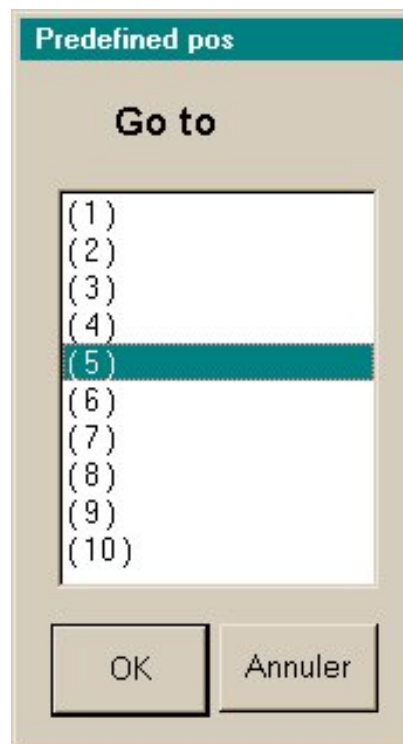 Predefined pos
Go to
(1)
(2)
(3)
(4)
(5)
(6)
(7)
(8)
(9)
(10)
OK
Annuler